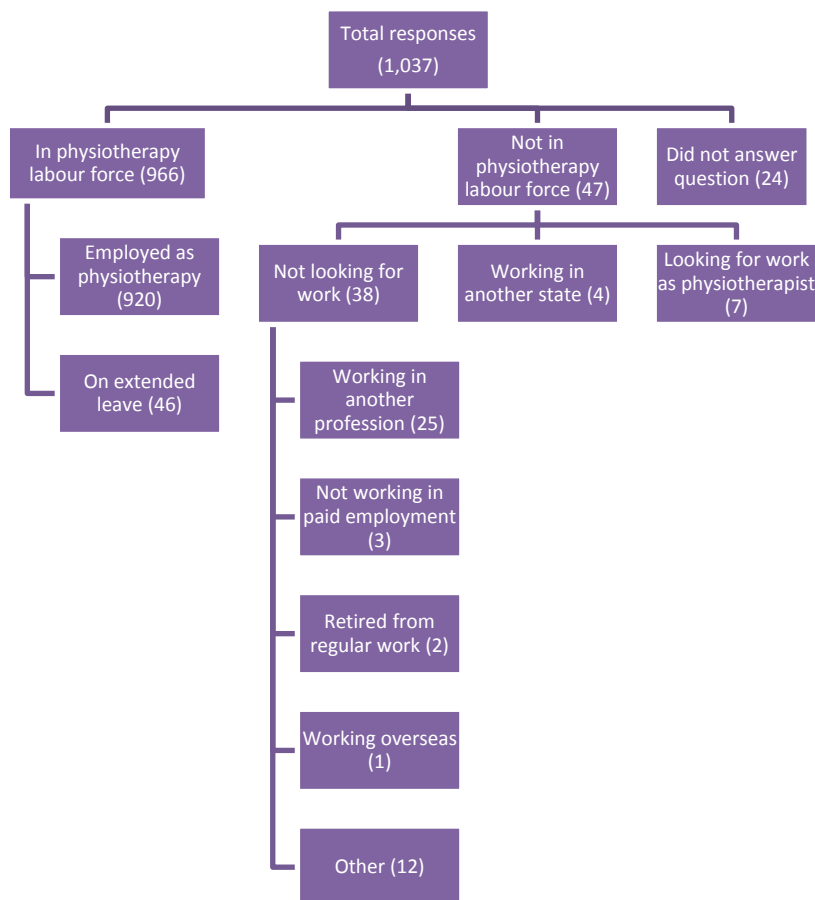 Total responses
(1,037)
In physiotherapy
labour force (966)
Not in
physiotherapy
labour force (47)
Did not answer
question (24)
Employed as
physiotherapy
(920)
On extended
leave (46)
Not looking for
work (38)
Working in
another state (4)
Looking for work
as physiotherapist
(7)
Working in
another
profession (25)
Not working in
paid employment
(3)
Retired from
regular work (2)
Working overseas
(1)
Other (12)